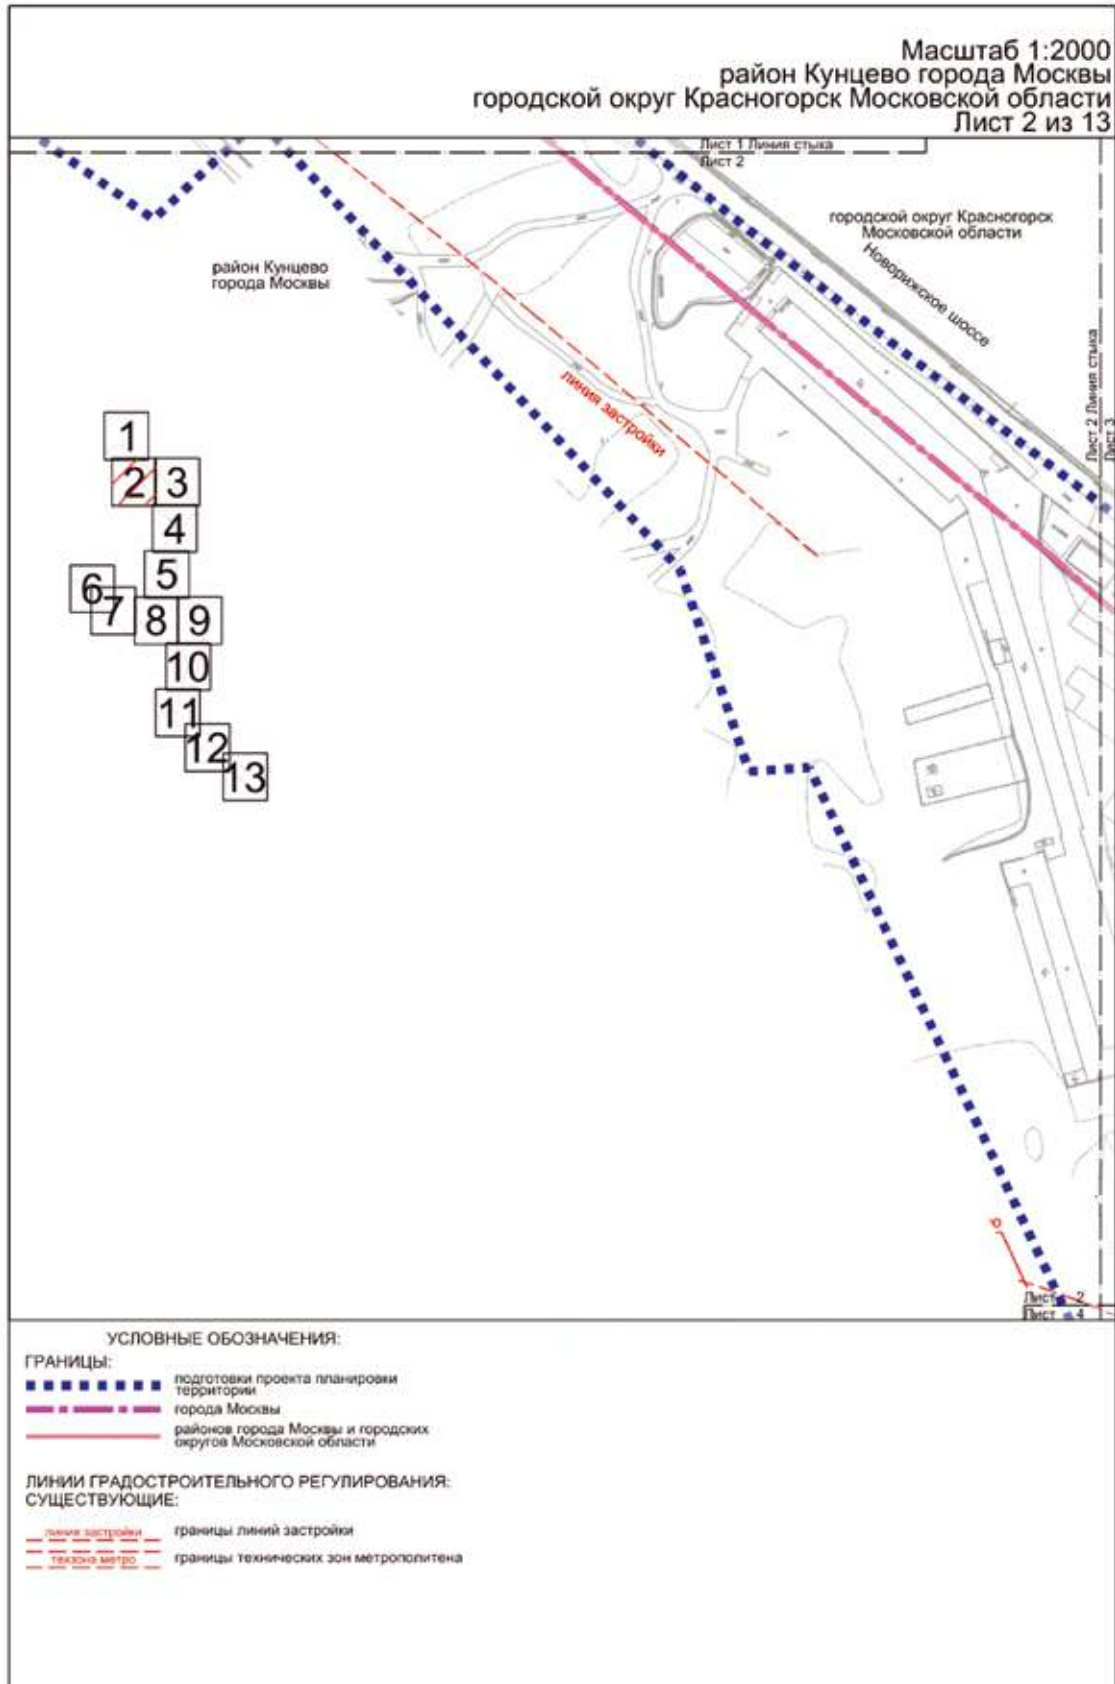 Масштаб 1:2000
район Кунцево города Москвы
городской округ Красногорск Московской области
Лист 2 из 13
Лист 1 Линия стыка
Лист 2
городской округ Красногорск
Московской области
Новорижское шоссе
район Кунцево
города Москвы
линия застройки
Лист 2 Линия стыка
Лист 3
1
2
3
4
5
6
7
8
9
10
11
12
13
Лист 2
Лист 4
УСЛОВНЫЕ ОБОЗНАЧЕНИЯ:
ГРАНИЦЫ:
подготовки проекта планировки
территории
города Москвы
районов города Москвы и городских
округов Московской области
ЛИНИИ ГРАДОСТРОИТЕЛЬНОГО РЕГУЛИРОВАНИЯ:
СУЩЕСТВУЮЩИЕ:
линия застройки
границы линий застройки
техзона метро
границы технических зон метрополитена